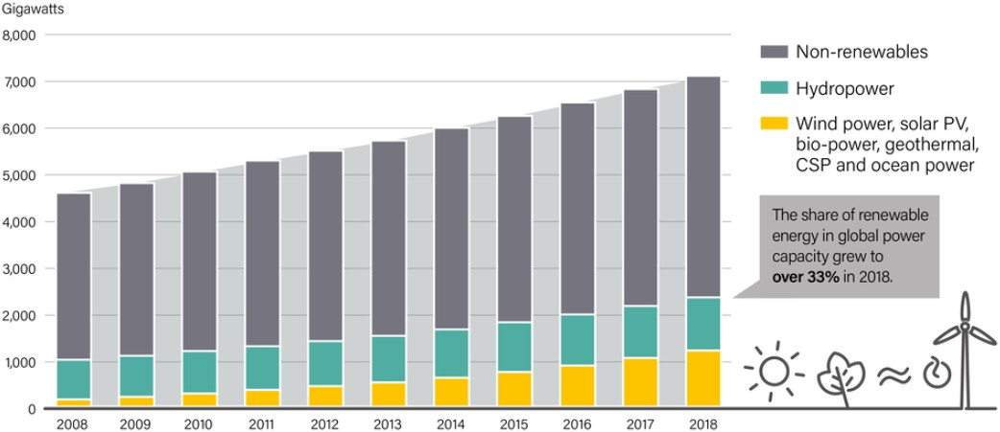 Gigawatts
8,000
7,000
6,000
5,000
4,000
3,000
2,000
1,000
0
2008 2009 2010 2011 2012 2013 2014 2015 2016 2017 2018
Non-renewables
Hydropower
Wind power, solar PV,
bio-power, geothermal,
CSP and ocean power
The share of renewable
energy in global power
capacity grew to
over 33% in 2018.